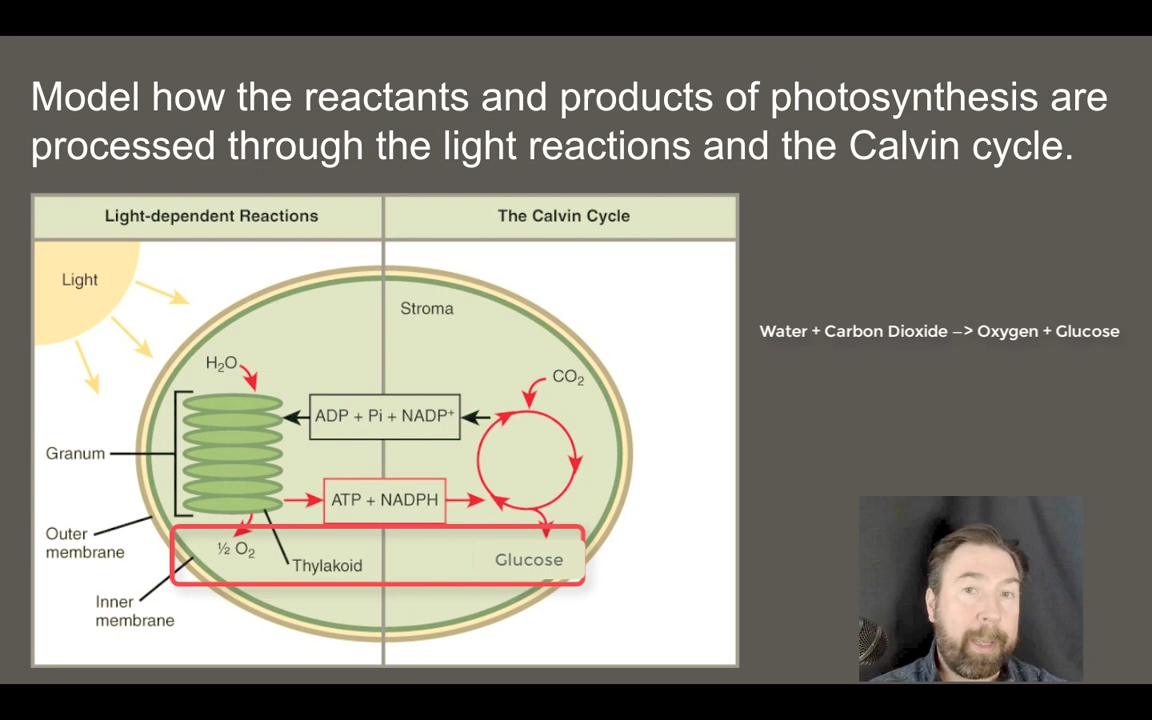 Model how the reactants and products of photosynthesis are
processed through the light reactions and the Calvin cycle.
Light-dependent Reactions
The Calvin Cycle
Light
Stroma
Water + Carbon Dioxide –> Oxygen + Glucose
H₂O
CO₂
ADP + Pi + NADP⁺
Granum
ATP + NADPH
Outer
membrane
½ O₂
Thylakoid
Glucose
Inner
membrane